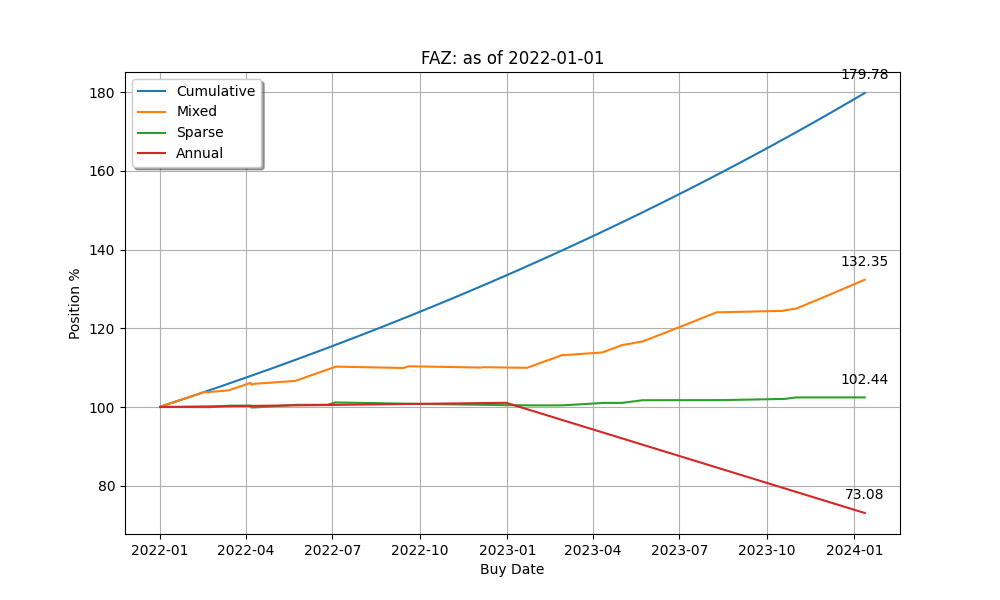 FAZ: as of 2022-01-01
179.78
180
Cumulative
Mixed
Sparse
Annual
160
140
132.35
120
102.44
100
80
73.08
Position %
2022-01 2022-04 2022-07 2022-10 2023-01 2023-04 2023-07 2023-10 2024-01
Buy Date